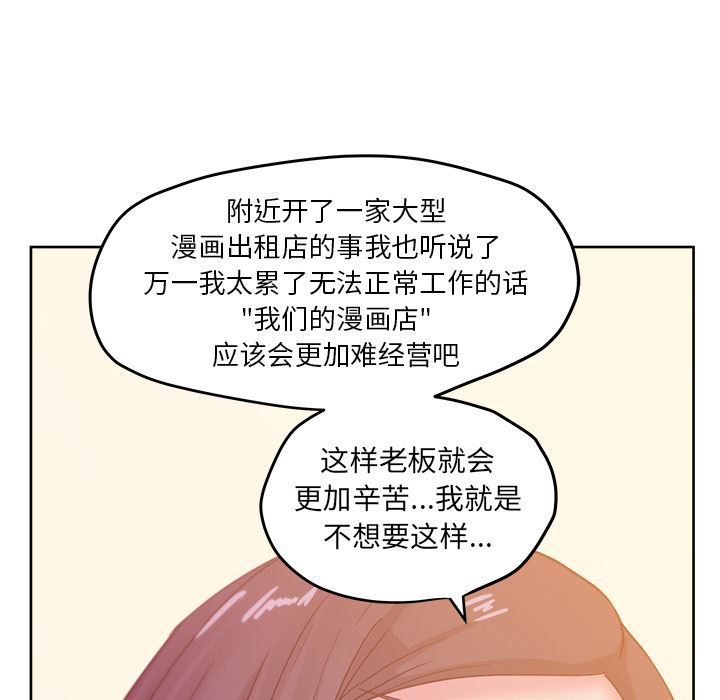 附近开了一家大型
漫画出租店的事我也听说了
万一我太累了无法正常工作的话
"我们的漫画店"
应该会更加难经营吧
这样老板就会
更加辛苦...我就是
不想要这样...